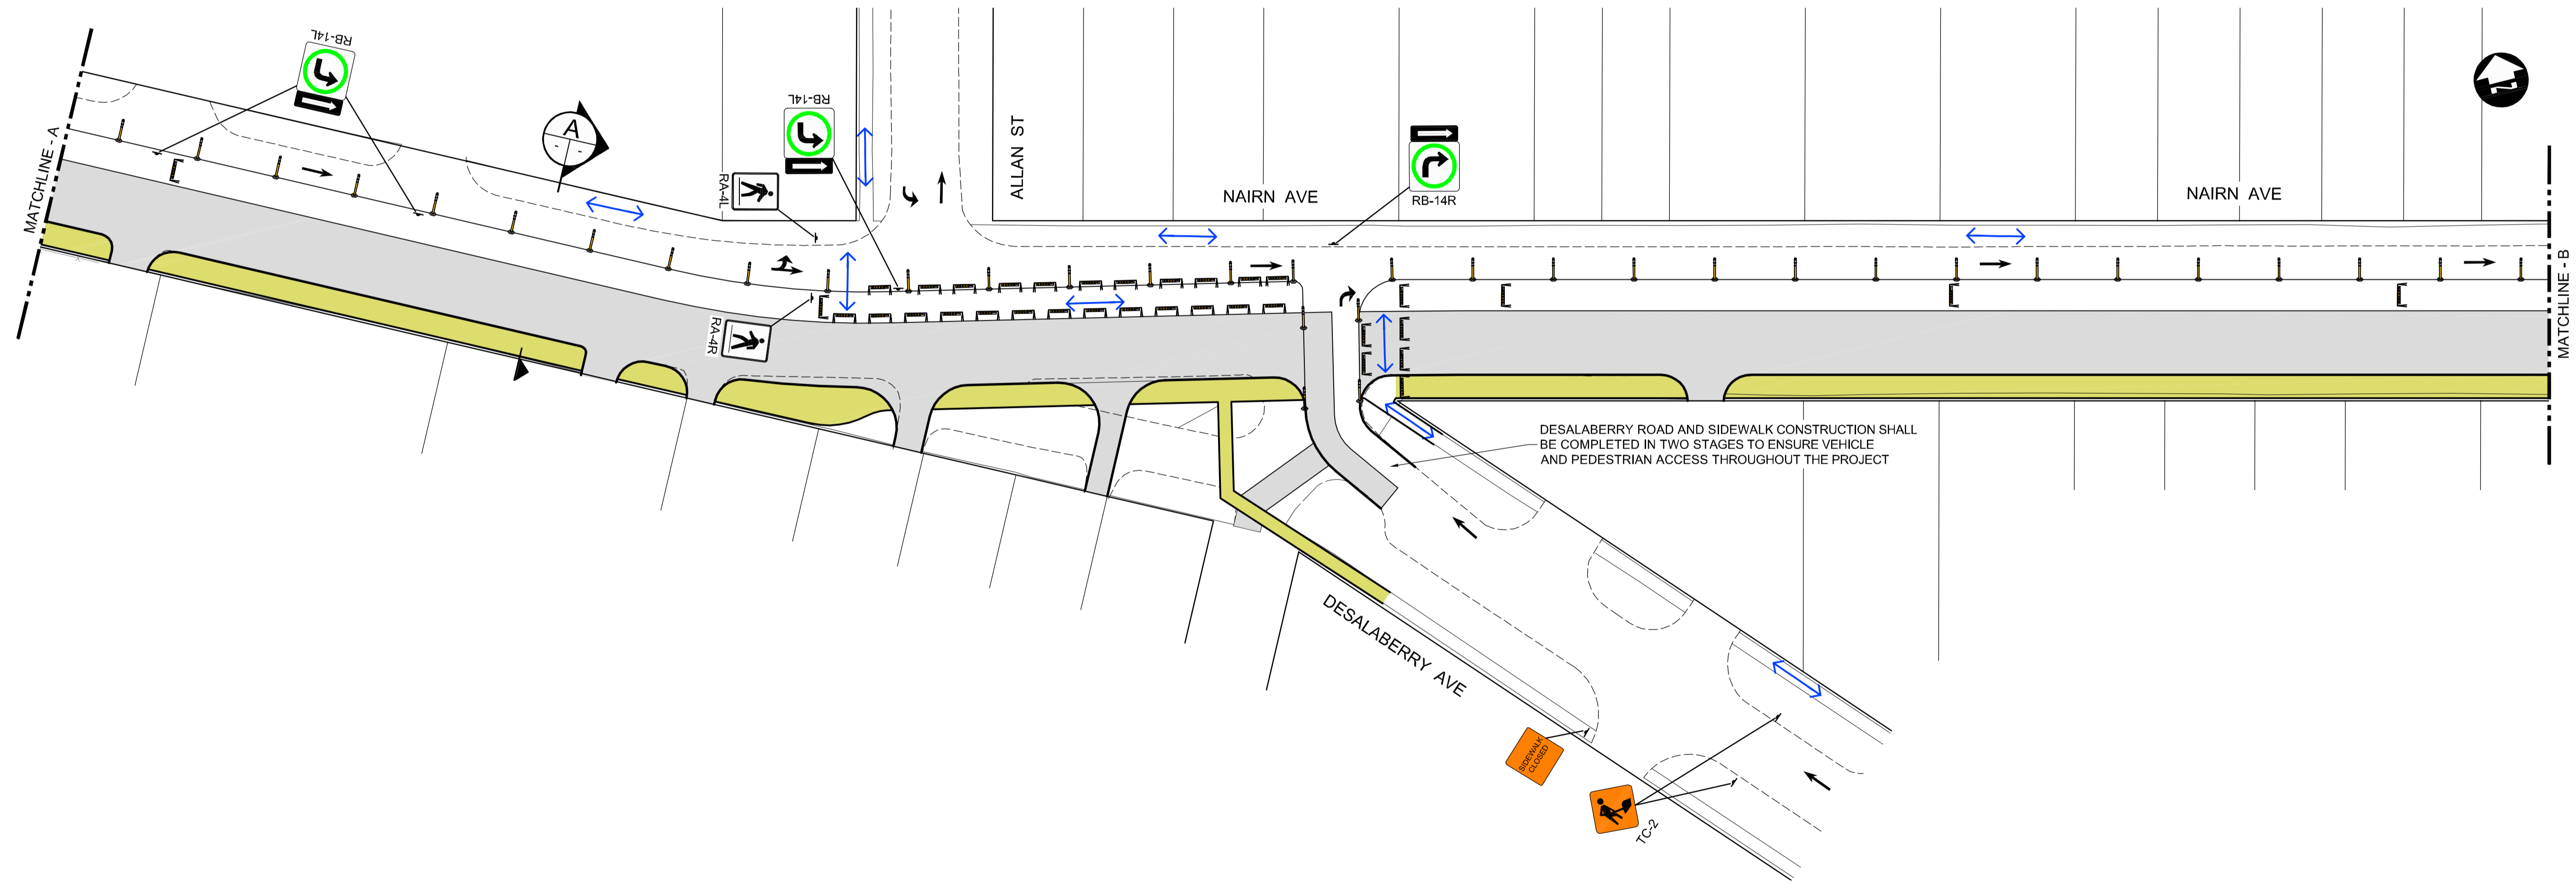 MATCHLINE - A
RB-14L
A
- -
RB-14L
RA-4L
RA-4R
ALLAN ST
NAIRN AVE
RB-14R
NAIRN AVE
MATCHLINE - B
DESALABERRY ROAD AND SIDEWALK CONSTRUCTION SHALL
BE COMPLETED IN TWO STAGES TO ENSURE VEHICLE
AND PEDESTRIAN ACCESS THROUGHOUT THE PROJECT
DESALABERRY AVE
SIDEWALK
CLOSED
TC-2